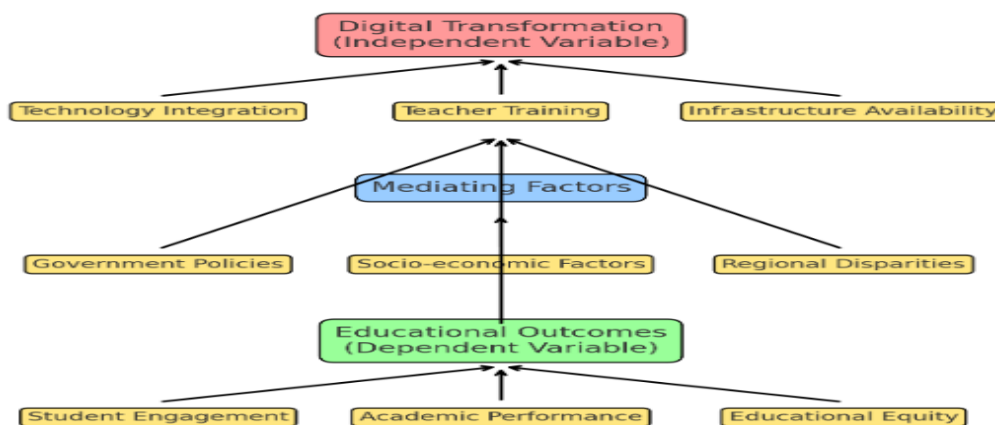 Digital Transformation
(Independent Variable)
Technology Integration
Teacher Training
Infrastructure Availability
Mediating Factors
Government Policies
Socio-economic Factors
Regional Disparities
Educational Outcomes
(Dependent Variable)
Student Engagement
Academic Performance
Educational Equity